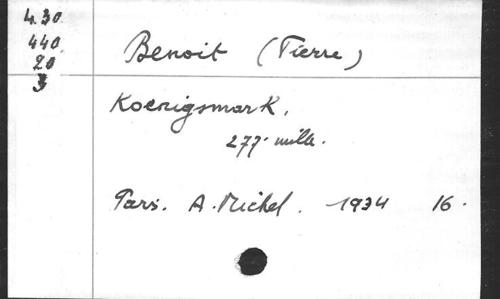 4.30
440
20
3
Benoit (Pierre)
Koenigsmark.
277e mille.
Paris. A. Michel. 1934 16.